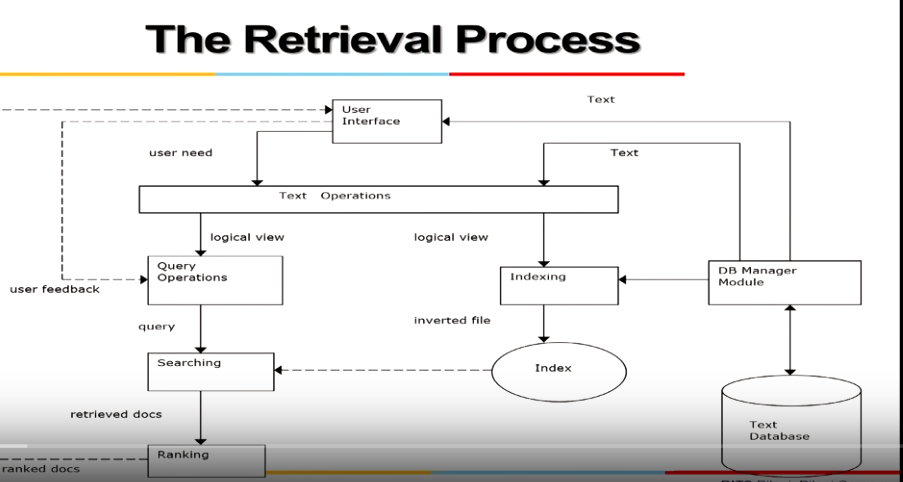 The Retrieval Process
Text
User
Interface
user need
Text
Text Operations
logical view
logical view
Query
Operations
Indexing
DB Manager
Module
user feedback
query
inverted file
Searching
Index
retrieved docs
Text
Database
Ranking
ranked docs